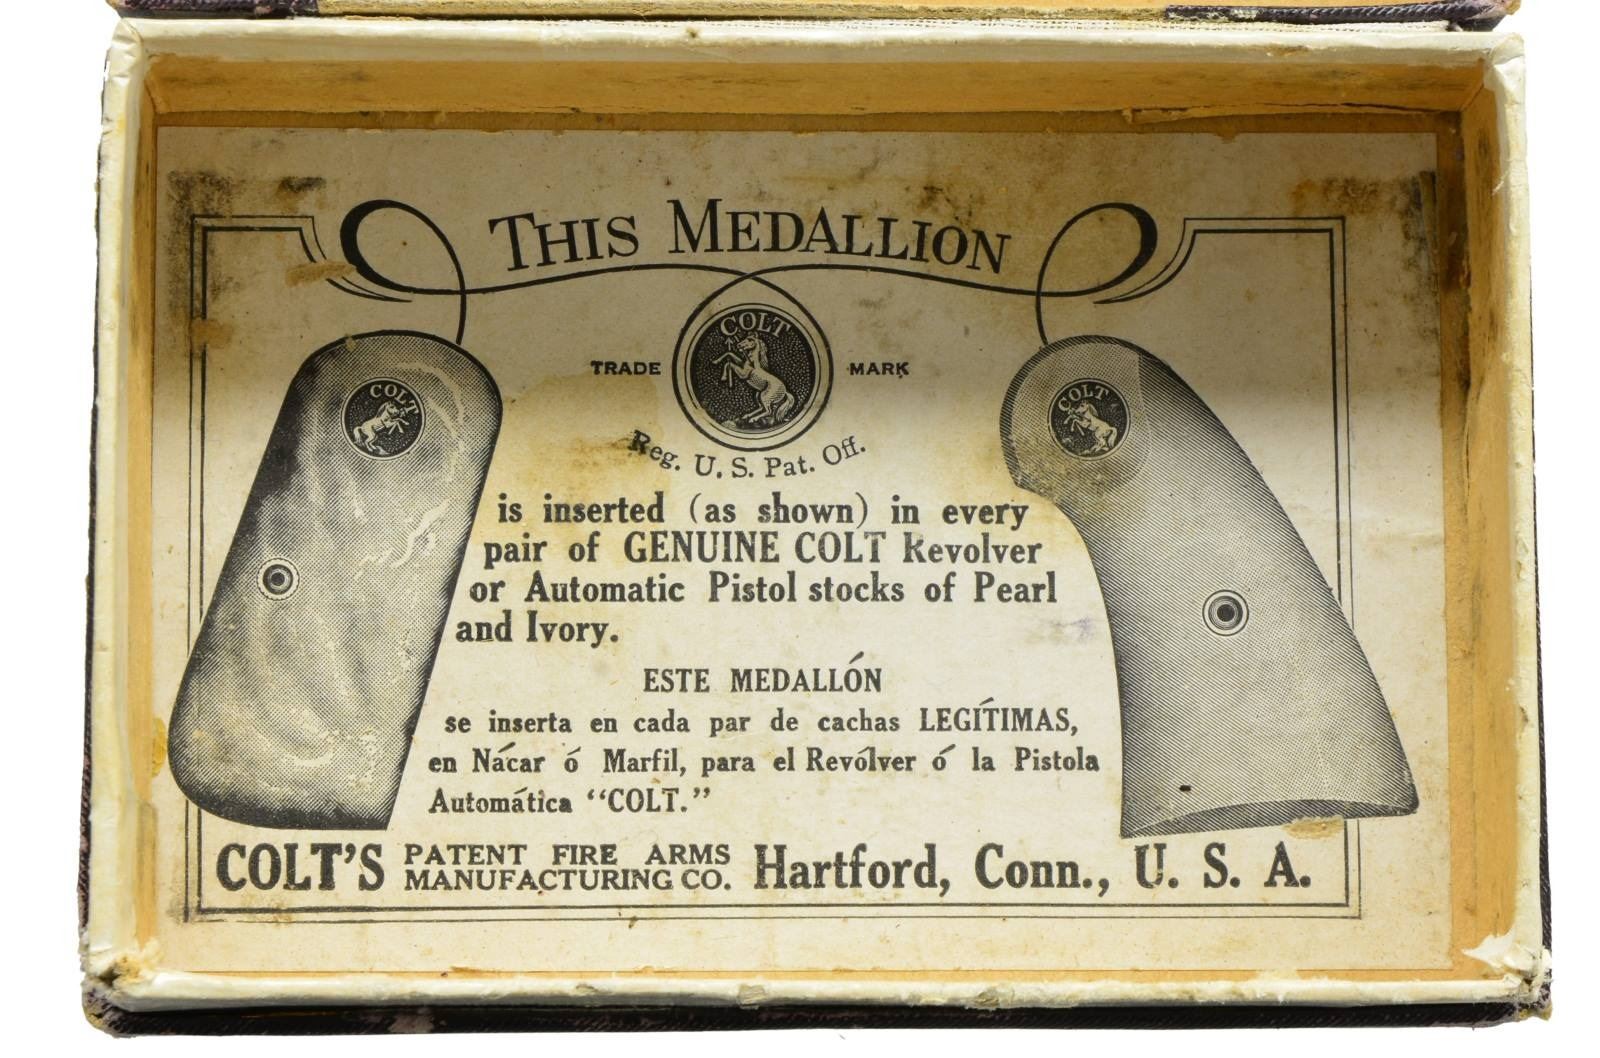 THIS MEDALLION
COLT
TRADE MARK
Reg. U. S. Pat. Off.
COLT
COLT
is inserted (as shown) in every
pair of GENUINE COLT Revolver
or Automatic Pistol stocks of Pearl
and Ivory.
ESTE MEDALLÓN
se inserta en cada par de cachas LEGÍTIMAS,
en Nácar ó Marfil, para el Revólver ó la Pistola
Automática "COLT."
COLT'S PATENT FIRE ARMS MANUFACTURING CO. Hartford, Conn., U. S. A.